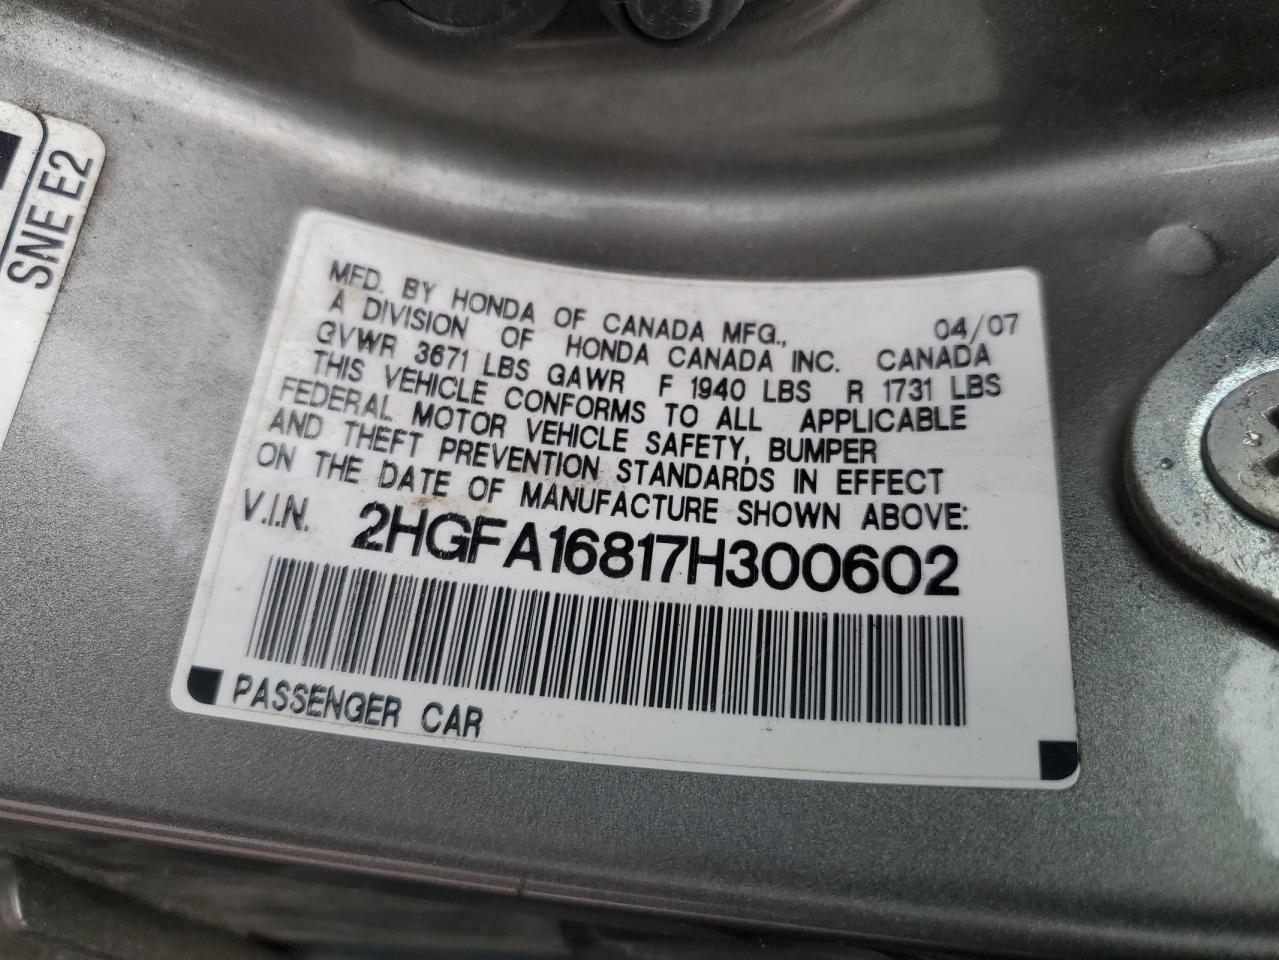 SNE E2
MFD. BY HONDA OF CANADA MFG., 04/07
A DIVISION OF HONDA CANADA INC. CANADA
GVWR 3671 LBS GAWR F 1940 LBS R 1731 LBS
THIS VEHICLE CONFORMS TO ALL APPLICABLE
FEDERAL MOTOR VEHICLE SAFETY, BUMPER
AND THEFT PREVENTION STANDARDS IN EFFECT
ON THE DATE OF MANUFACTURE SHOWN ABOVE:
V.I.N. 2HGFA16817H300602
PASSENGER CAR